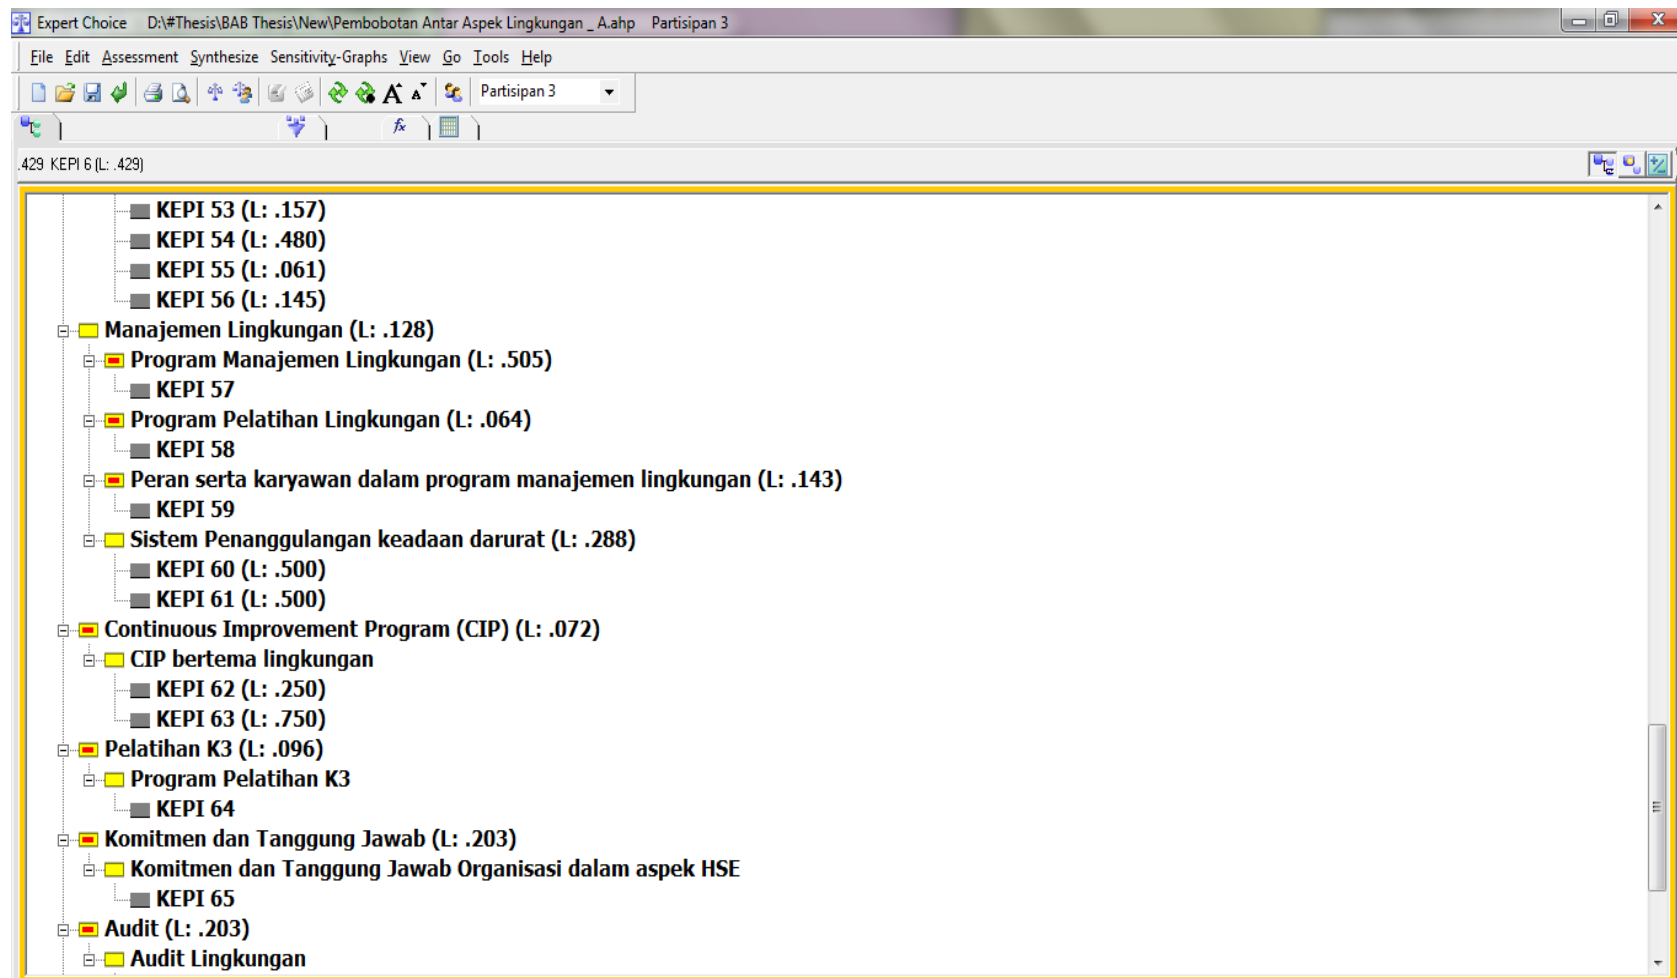 Expert Choice D:\#Thesis\BAB Thesis\New\Pembobotan Antar Aspek Lingkungan _ A.ahp Partisipan 3
File Edit Assessment Synthesize Sensitivity-Graphs View Go Tools Help
A A Partisipan 3
fx
.429 KEPI 6 (L: .429)
KEPI 53 (L: .157)
KEPI 54 (L: .480)
KEPI 55 (L: .061)
KEPI 56 (L: .145)
Manajemen Lingkungan (L: .128)
Program Manajemen Lingkungan (L: .505)
KEPI 57
Program Pelatihan Lingkungan (L: .064)
KEPI 58
Peran serta karyawan dalam program manajemen lingkungan (L: .143)
KEPI 59
Sistem Penanggulangan keadaan darurat (L: .288)
KEPI 60 (L: .500)
KEPI 61 (L: .500)
Continuous Improvement Program (CIP) (L: .072)
CIP bertema lingkungan
KEPI 62 (L: .250)
KEPI 63 (L: .750)
Pelatihan K3 (L: .096)
Program Pelatihan K3
KEPI 64
Komitmen dan Tanggung Jawab (L: .203)
Komitmen dan Tanggung Jawab Organisasi dalam aspek HSE
KEPI 65
Audit (L: .203)
Audit Lingkungan